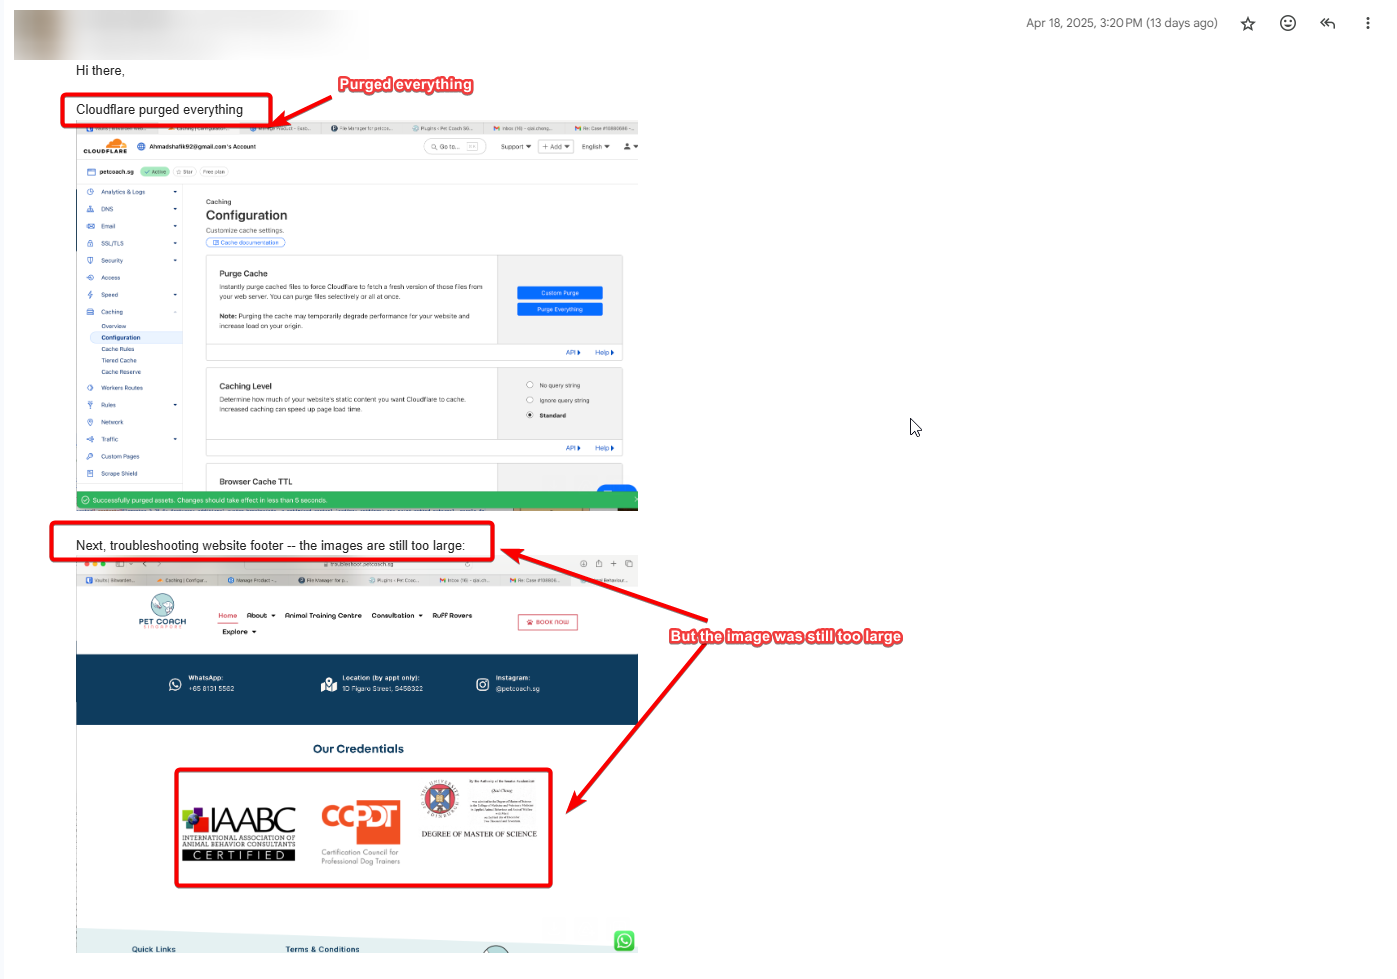 Apr 18, 2025, 3:20 PM (13 days ago)
Hi there,
Purged everything
Cloudflare purged everything
CLOUDFLARE
Ahmadshafik92@gmail.com's Account
Go to...
Support
+ Add
English
petcoach.sg
Active
Star
Free plan
Analytics & Logs
DNS
Email
SSL/TLS
Security
Access
Speed
Caching
Overview
Configuration
Cache Rules
Tiered Cache
Cache Reserve
Workers Routes
Rules
Network
Traffic
Custom Pages
Scrape Shield
Caching
Configuration
Customize cache settings.
Cache documentation
Purge Cache
Instantly purge cached files to force Cloudflare to fetch a fresh version of those files from
your web server. You can purge files selectively or all at once.
Note: Purging the cache may temporarily degrade performance for your website and
increase load on your origin.
Custom Purge
Purge Everything
API
Help
Caching Level
Determine how much of your website's static content you want Cloudflare to cache.
Increased caching can speed up page load time.
No query string
Ignore query string
Standard
API
Help
Browser Cache TTL
Successfully purged assets. Changes should take effect in less than 5 seconds.
Next, troubleshooting website footer -- the images are still too large:
troubleshoot.petcoach.sg
PET COACH
SINGAPORE
Home
About
Animal Training Centre
Consultation
Ruff Rovers
Explore
BOOK NOW
But the image was still too large
WhatsApp:
+65 8131 5562
Location (by appt only):
1D Figaro Street, S458322
Instagram:
@petcoach.sg
Our Credentials
IAABC
INTERNATIONAL ASSOCIATION OF
ANIMAL BEHAVIOR CONSULTANTS
CERTIFIED
CCPDT
Certification Council for
Professional Dog Trainers
DEGREE OF MASTER OF SCIENCE
Quick Links
Terms & Conditions